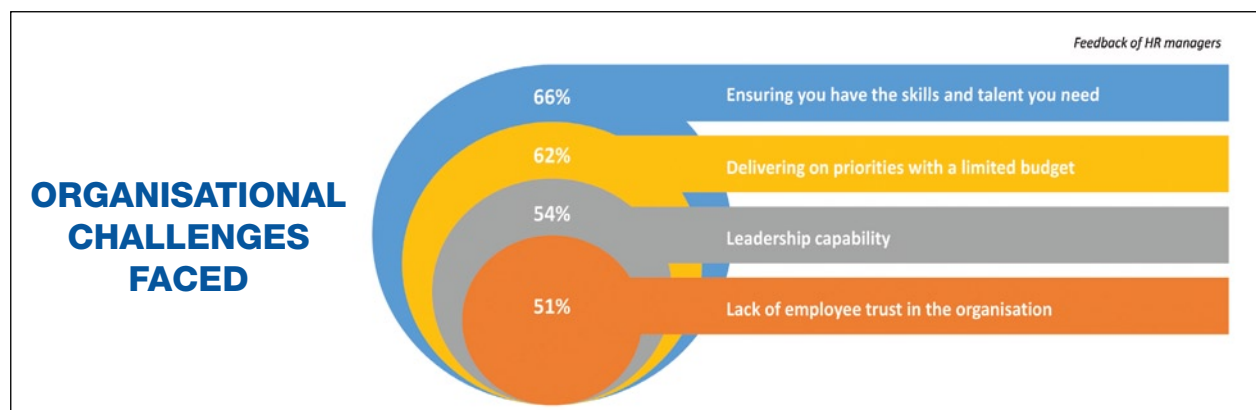 Feedback of HR managers
66% Ensuring you have the skills and talent you need
62% Delivering on priorities with a limited budget
ORGANISATIONAL
CHALLENGES
FACED
54% Leadership capability
51% Lack of employee trust in the organisation